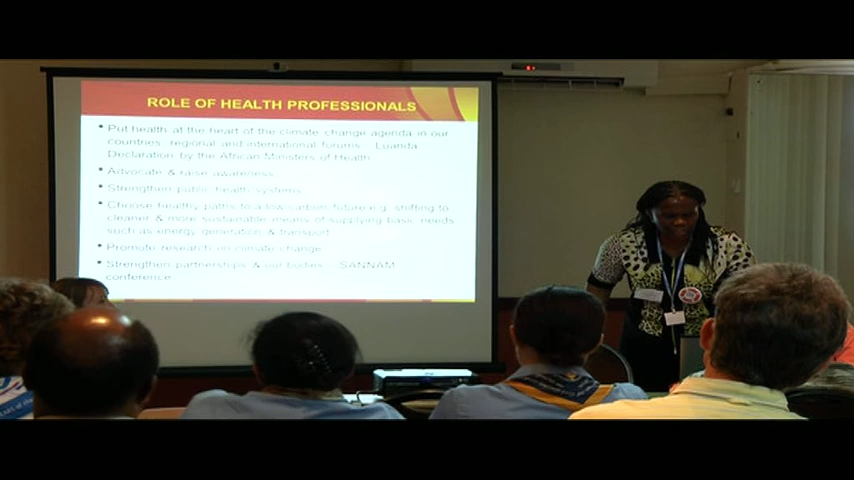 ROLE OF HEALTH PROFESSIONALS
• Put health at the heart of the climate change agenda in our
countries, regional and international forums - Luanda
Declaration by the African Ministers of Health
• Advocate & raise awareness
• Strengthen public health systems
• Choose healthy paths to a low carbon future e.g. shifting to
cleaner & more sustainable means of supplying basic needs
such as energy generation & transport
• Promote research on climate change
• Strengthen partnerships & our bodies - SANNAM
conference